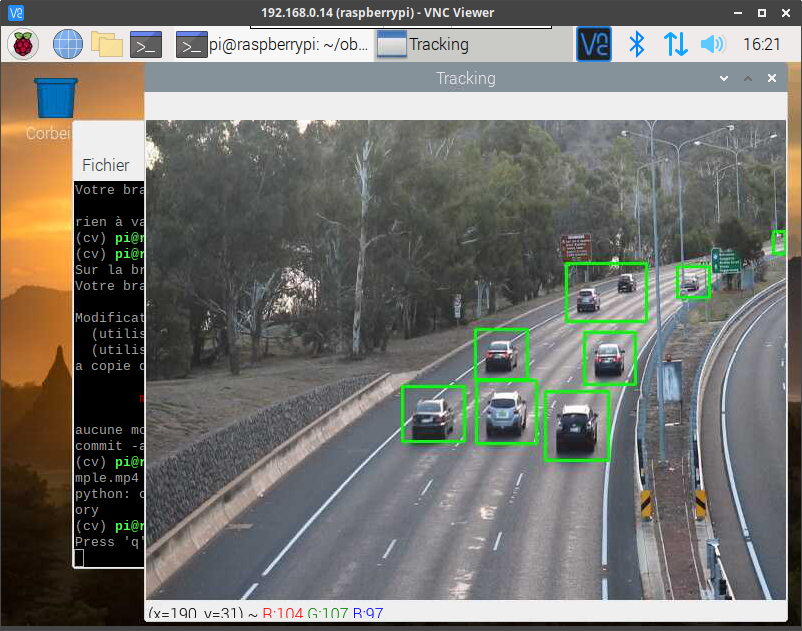 192.168.0.14 (raspberrypi) - VNC Viewer
pi@raspberrypi: ~/ob... Tracking 16:21
Tracking
Corbei
Fichier
Votre bra
rien à va
(cv) pi@r
(cv) pi@r
Sur la br
Votre bra
Modificat
(utilis
(utilis
a copie d
aucune mo
commit -a
(cv) pi@r
mple.mp4
python: c
ory
(cv) pi@r
Press 'q'
(x=190, y=31) ~ R:104 G:107 B:97